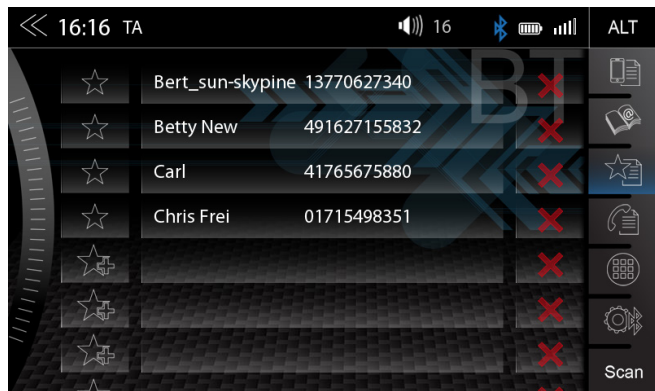 16:16 TA 16 ALT
BT
Bert_sun-skypine 13770627340
Betty New 491627155832
Carl 41765675880
Chris Frei 01715498351
Scan